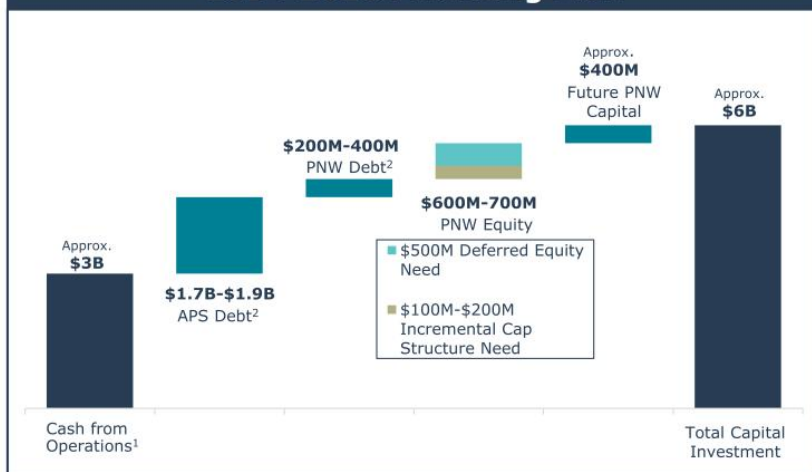 Approx.
$400M
Future PNW
Capital
Approx.
$6B
$200M-400M
PNW Debt²
$600M-700M
PNW Equity
Approx.
$3B
$1.7B-$1.9B
APS Debt²
$500M Deferred Equity
Need
$100M-$200M
Incremental Cap
Structure Need
Cash from
Operations¹
Total Capital
Investment